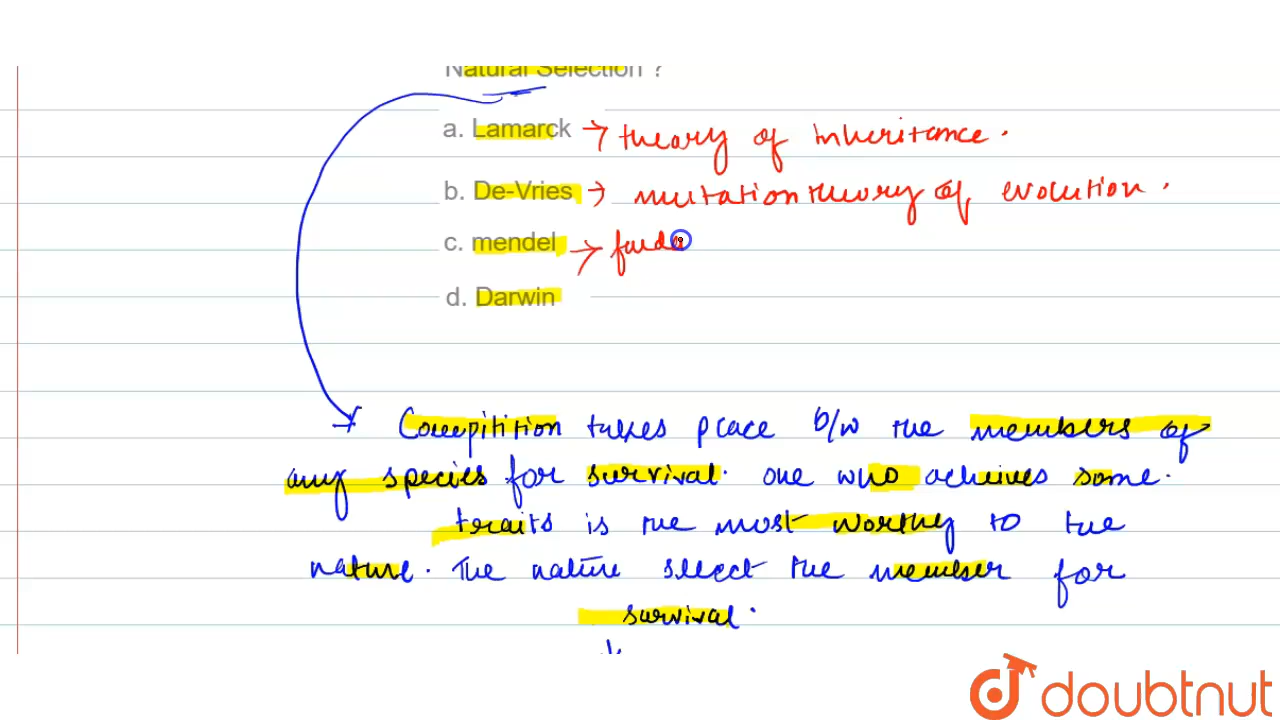 Natural Selection ?
a. Lamarck → theory of inheritance.
b. De-Vries → mutation theory of evolution.
c. mendel →
d. Darwin
→ Compitition takes place b/w the members of
any species for survival. one who acheives some.
traits is the most worthy to the
nature. The nature select the member for
survival.
doubtnut